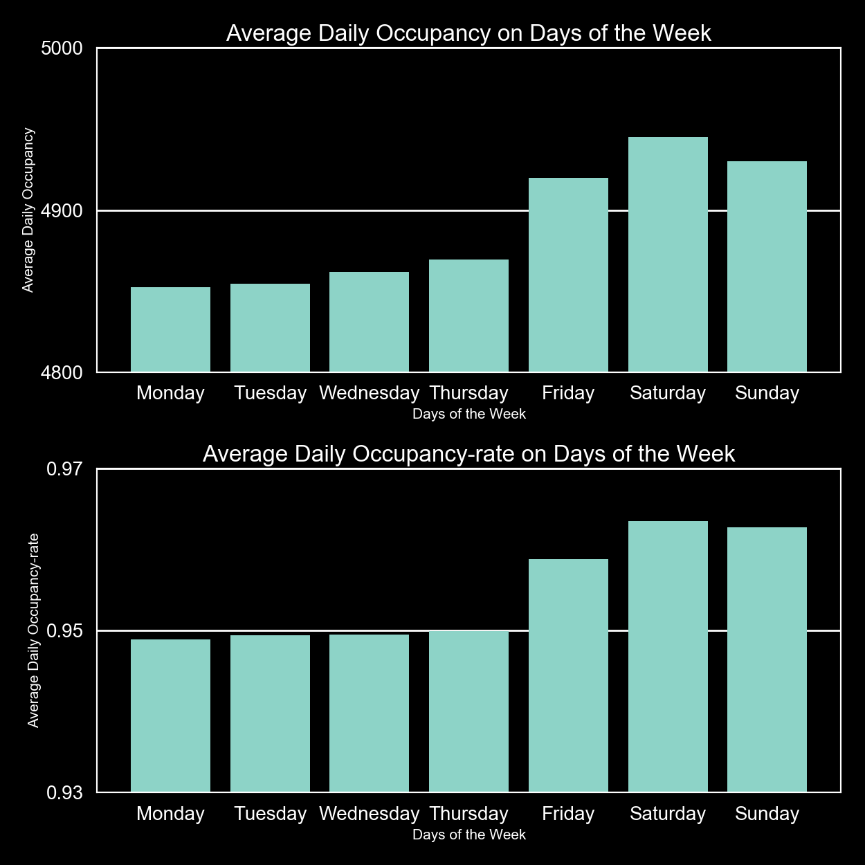 Average Daily Occupancy on Days of the Week
5000
4900
4800
Average Daily Occupancy
Monday Tuesday Wednesday Thursday Friday Saturday Sunday
Days of the Week
Average Daily Occupancy-rate on Days of the Week
0.97
0.95
0.93
Average Daily Occupancy-rate
Monday Tuesday Wednesday Thursday Friday Saturday Sunday
Days of the Week